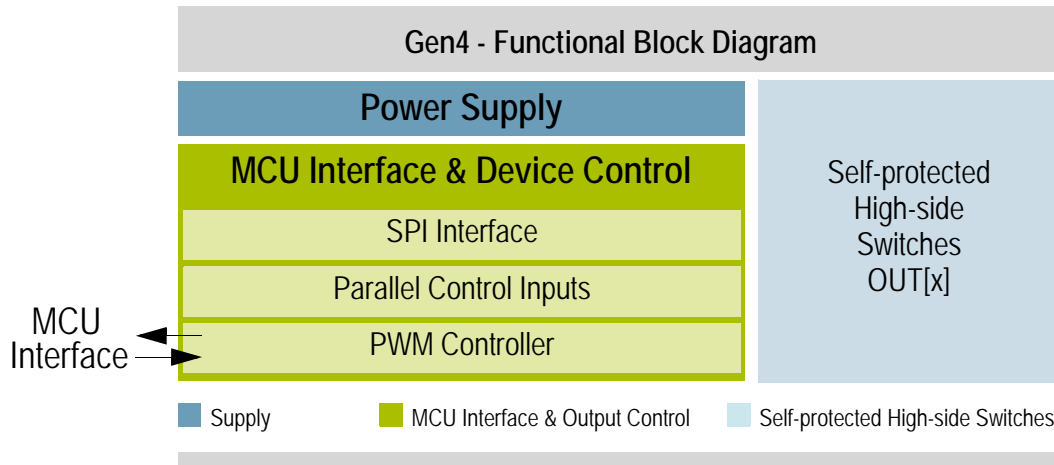 Gen4 - Functional Block Diagram
Power Supply
MCU Interface & Device Control
SPI Interface
Parallel Control Inputs
PWM Controller
Self-protected
High-side
Switches
OUT[x]
MCU
Interface
Supply
MCU Interface & Output Control
Self-protected High-side Switches